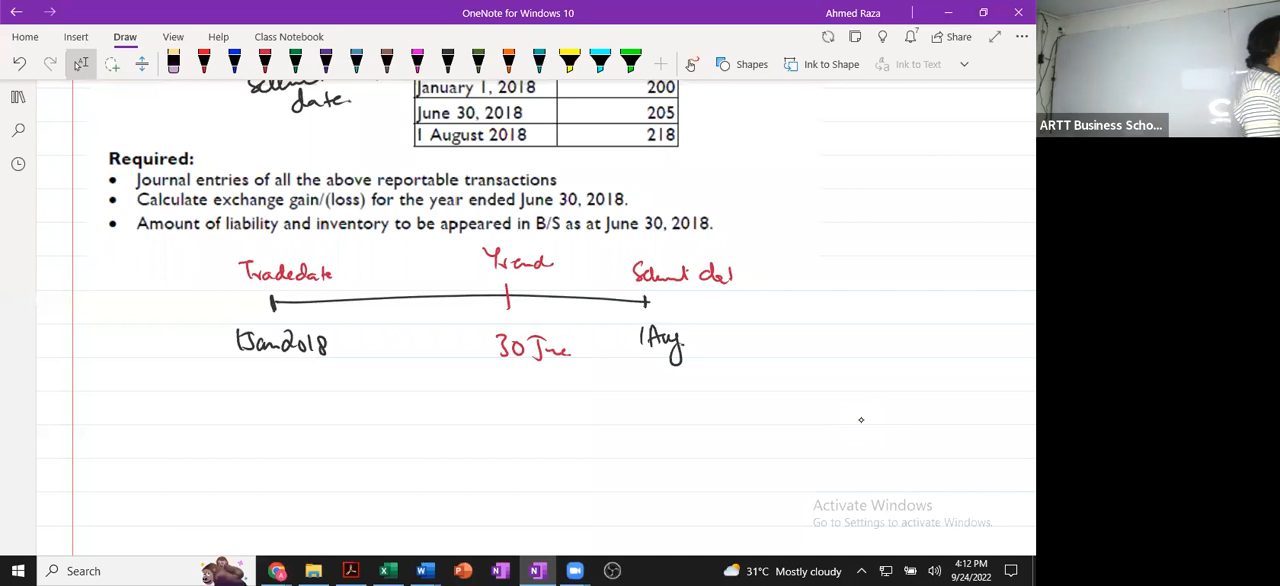 OneNote for Windows 10
Ahmed Raza
Home Insert Draw View Help Class Notebook
Share
Shapes Ink to Shape Ink to Text
date
January 1, 2018 200
June 30, 2018 205
1 August 2018 218
ARTT Business Scho...
Required:
• Journal entries of all the above reportable transactions
• Calculate exchange gain/(loss) for the year ended June 30, 2018.
• Amount of liability and inventory to be appeared in B/S as at June 30, 2018.
Tradedate Yrend
1Jan2018 30 June 1Aug.
Activate Windows
Go to Settings to activate Windows.
Search
31°C Mostly cloudy
4:12 PM
9/24/2022